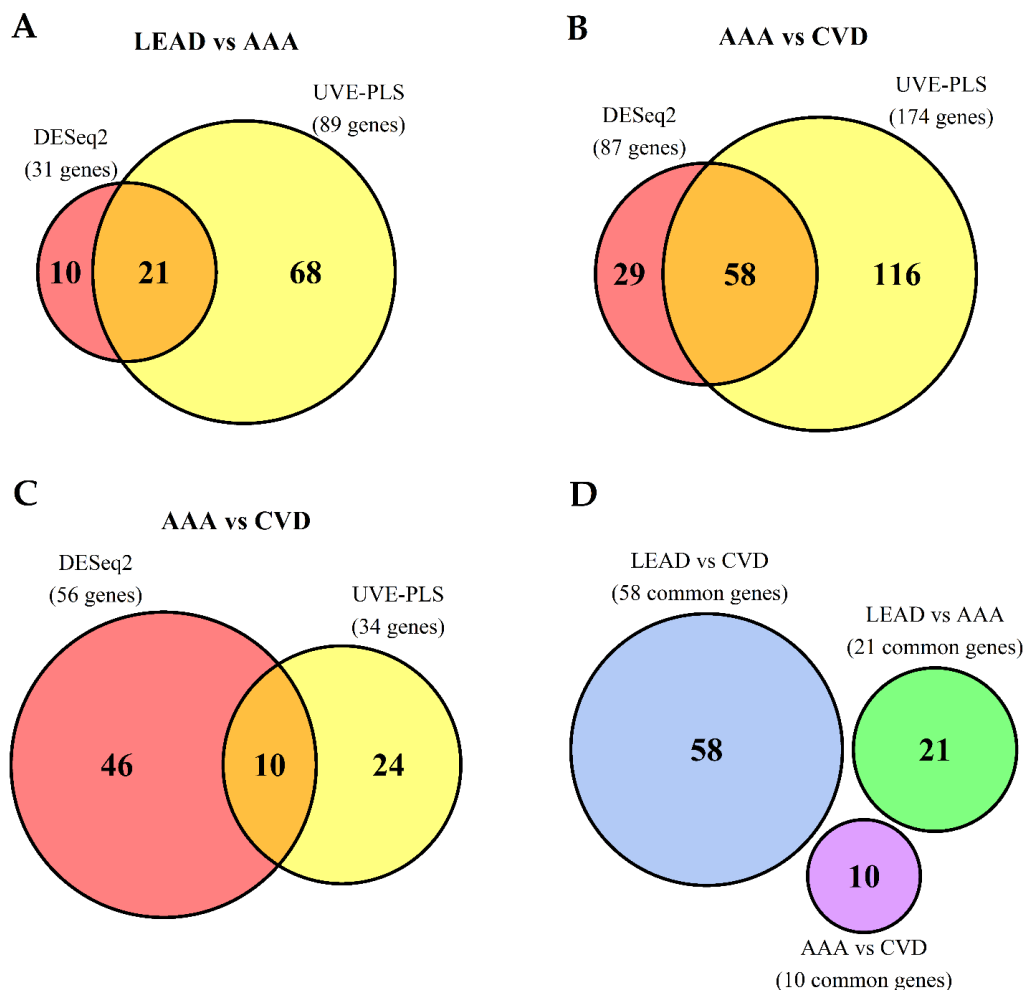 A
LEAD vs AAA
DESeq2
(31 genes)
UVE-PLS
(89 genes)
10
21
68
B
AAA vs CVD
DESeq2
(87 genes)
UVE-PLS
(174 genes)
29
58
116
C
AAA vs CVD
DESeq2
(56 genes)
UVE-PLS
(34 genes)
46
10
24
D
LEAD vs CVD
(58 common genes)
LEAD vs AAA
(21 common genes)
58
21
10
AAA vs CVD
(10 common genes)